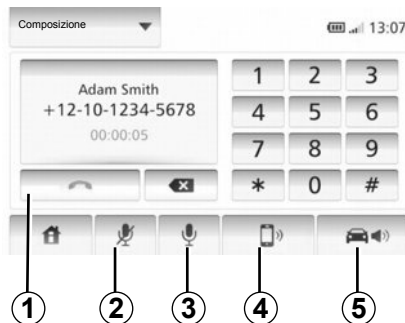 Composizione 13:07
Adam Smith
+12-10-1234-5678
00:00:05
1 2 3
4 5 6
7 8 9
* 0 #
1 2 3 4 5